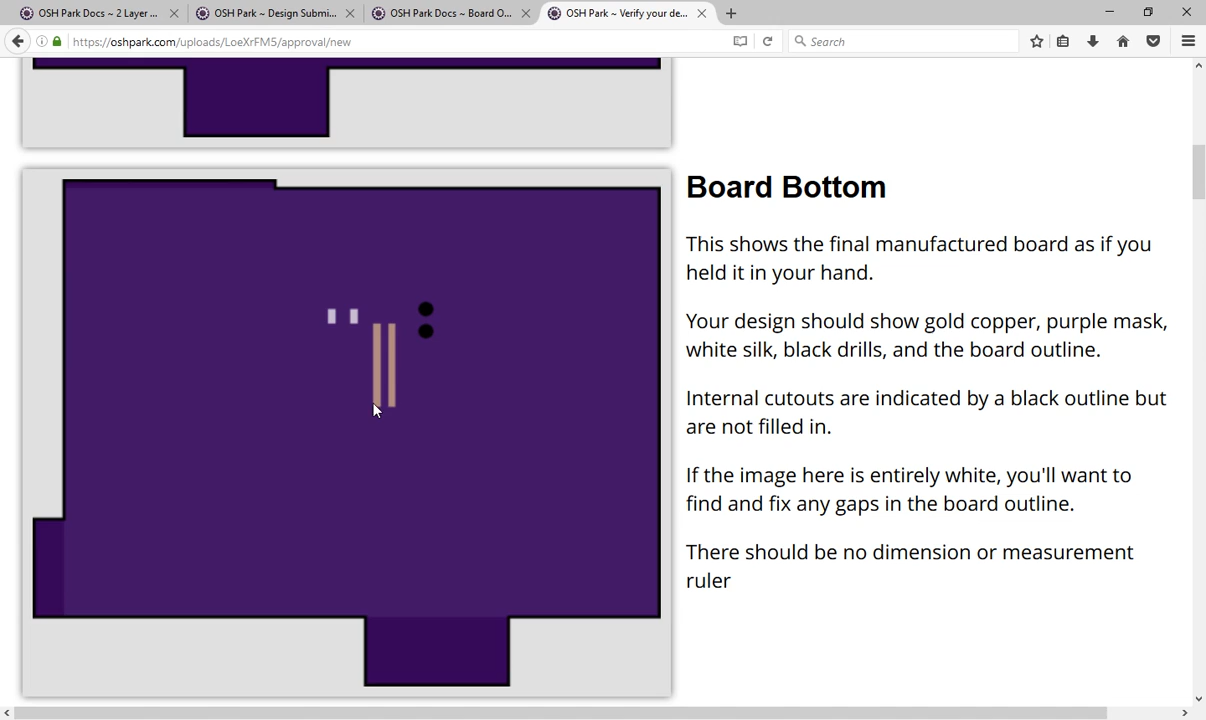 OSH Park Docs ~ 2 Layer ...
OSH Park ~ Design Submi...
OSH Park Docs ~ Board O...
OSH Park ~ Verify your de...
https://oshpark.com/uploads/LoeXrFM5/approval/new
Search
Board Bottom
This shows the final manufactured board as if you
held it in your hand.
Your design should show gold copper, purple mask,
white silk, black drills, and the board outline.
Internal cutouts are indicated by a black outline but
are not filled in.
If the image here is entirely white, you'll want to
find and fix any gaps in the board outline.
There should be no dimension or measurement
ruler